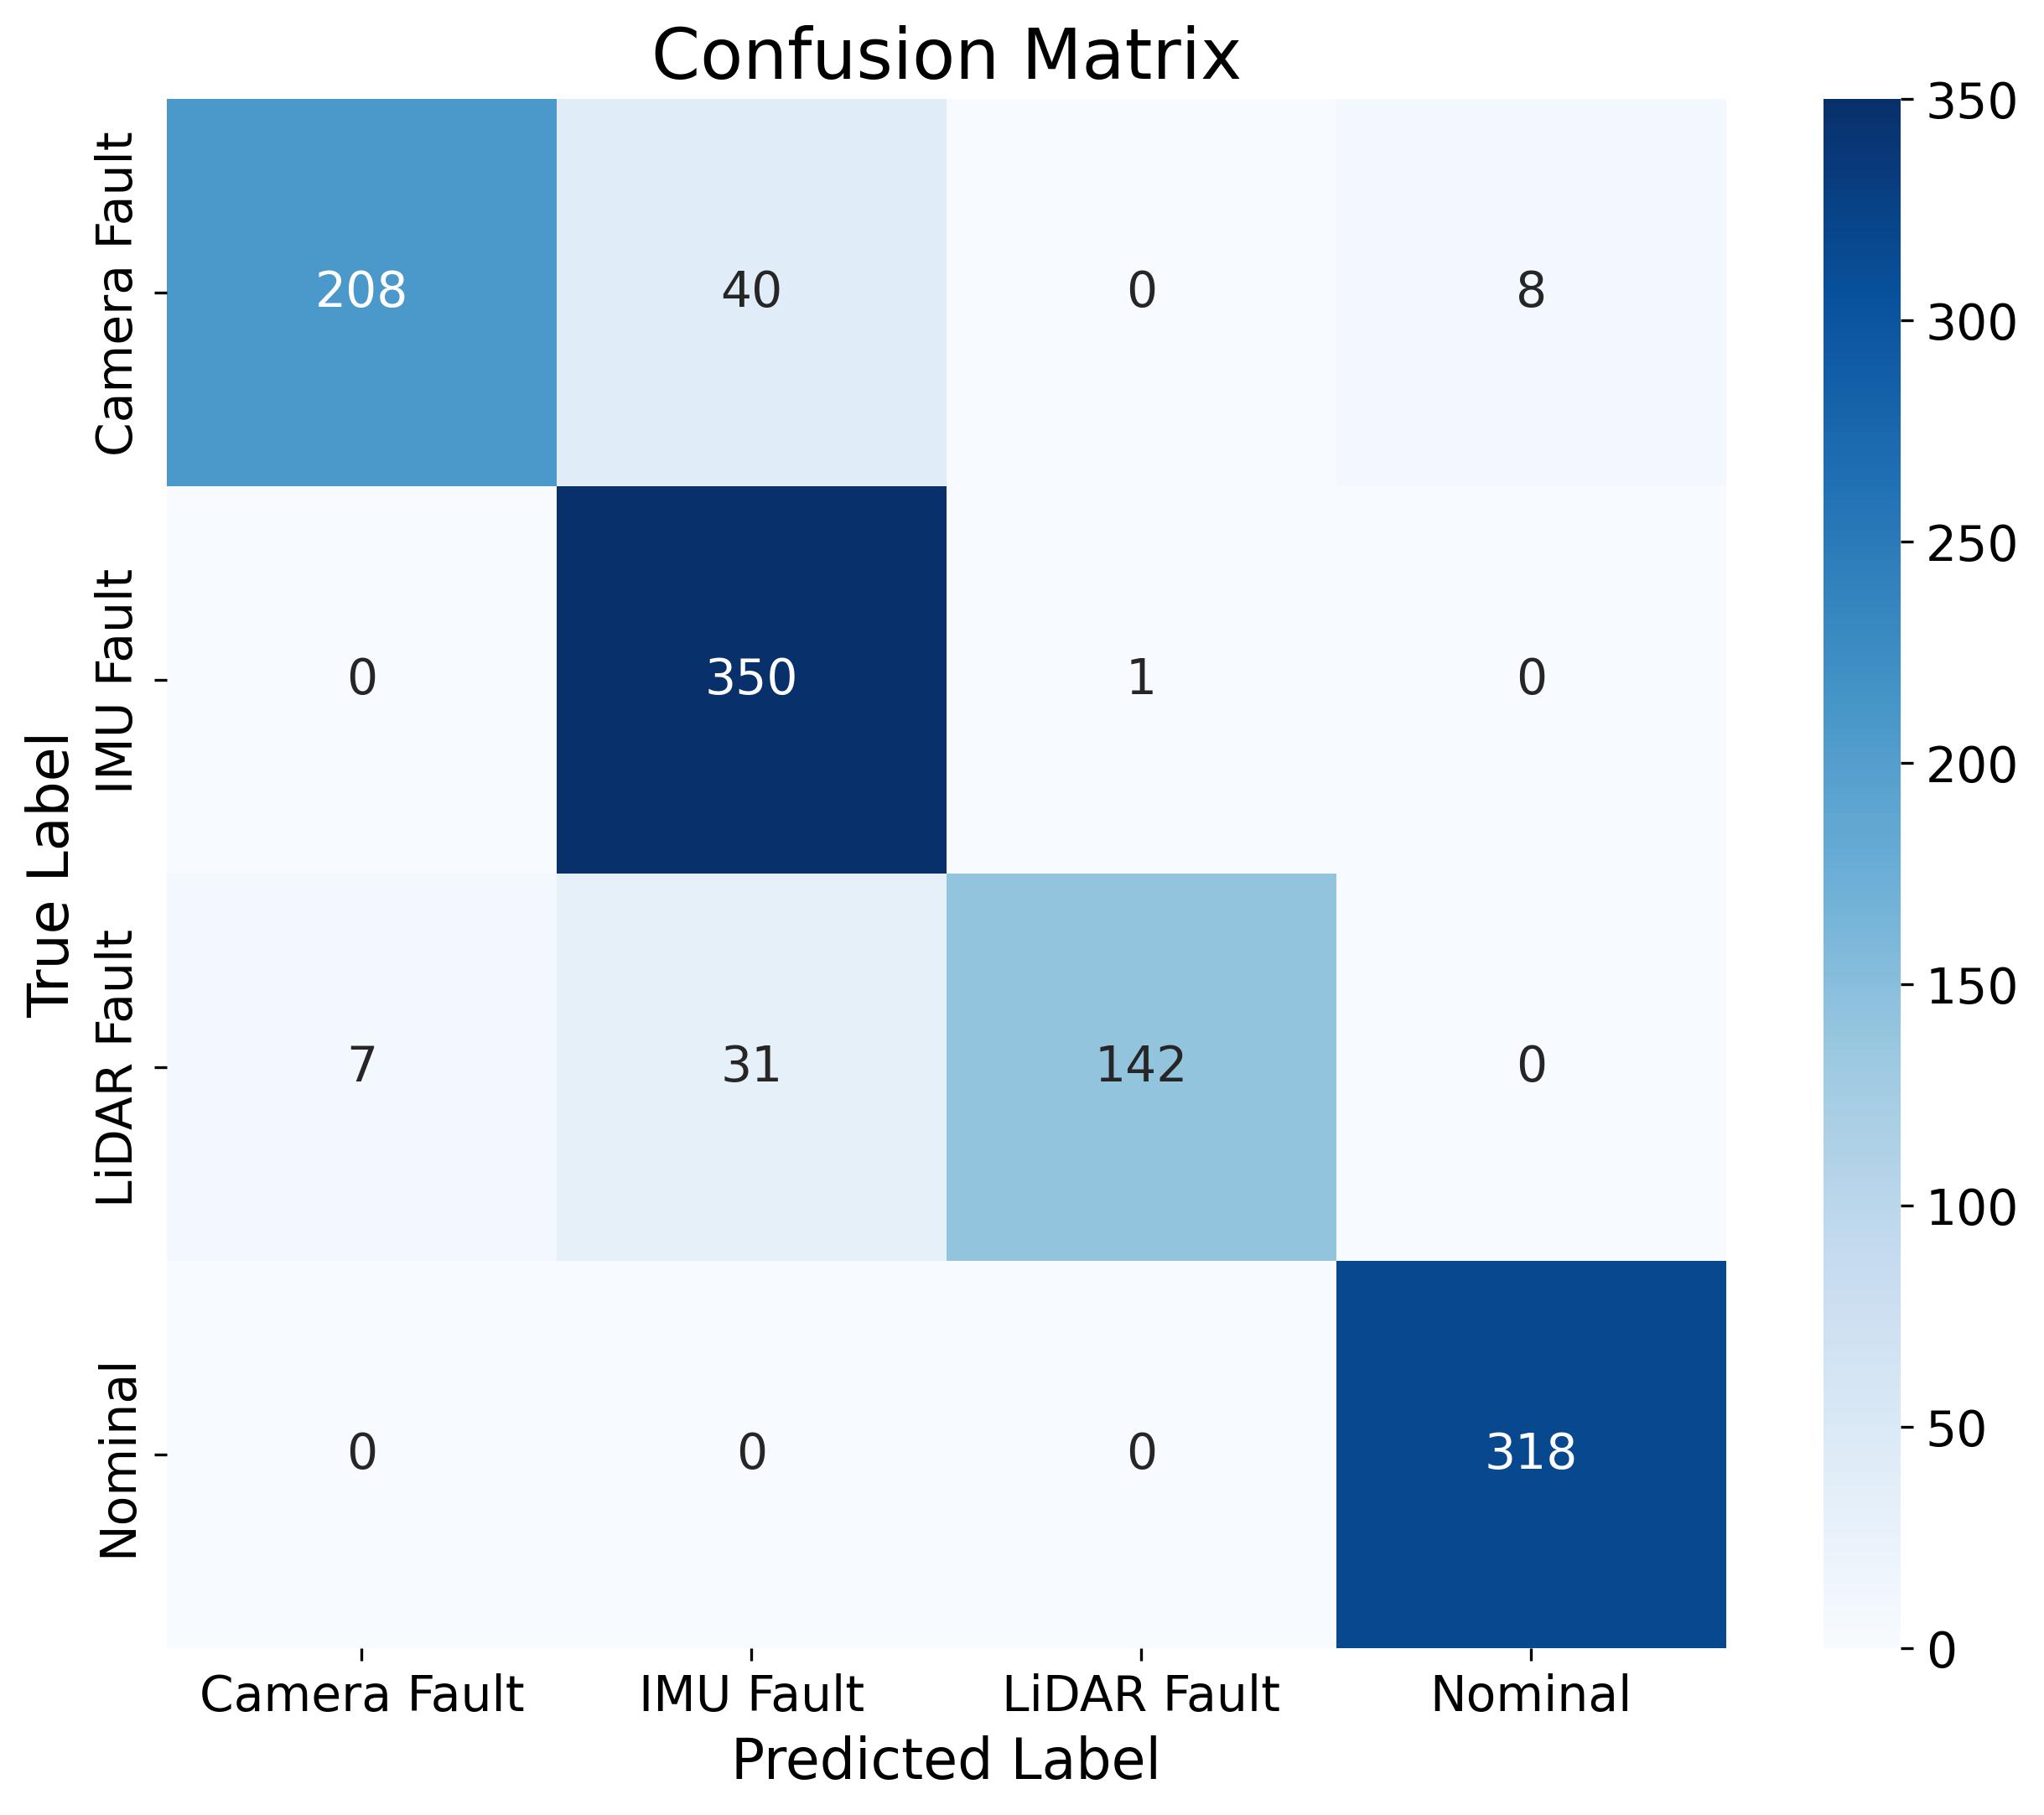 Confusion Matrix
True Label
Camera Fault
208 40 0 8
IMU Fault
0 350 1 0
LiDAR Fault
7 31 142 0
Nominal
0 0 0 318
Camera Fault IMU Fault LiDAR Fault Nominal
Predicted Label
350
300
250
200
150
100
50
0